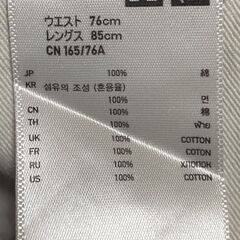 ウエスト 76cm
レングス 85cm
CN 165/76A
JP 100% 綿
KR 섬유의 조성 (혼용율)
100% 면
CN 100% 棉
TH 100% ฝ้าย
UK 100% COTTON
FR 100% COTON
RU 100% ХЛОПОК
US 100% COTTON